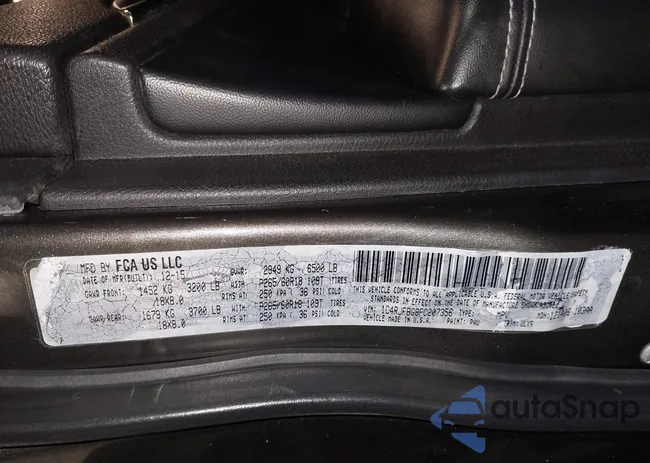 MFD BY FCA US LLC
DATE OF MFR(BUILT): 12-15 GVWR: 2949 KG 6500 LB
GAWR FRONT: 1452 KG 3200 LB WITH: P265/60R18 109T TIRES
18X8.0 RIMS AT: 250 KPA ( 36 PSI) COLD
GAWR REAR: 1679 KG 3700 LB WITH: P265/60R18 109T TIRES
18X8.0 RIMS AT: 250 KPA ( 36 PSI) COLD
THIS VEHICLE CONFORMS TO ALL APPLICABLE U.S.A. FEDERAL MOTOR VEHICLE SAFETY
STANDARDS IN EFFECT ON THE DATE OF
TYPE:
VEHICLE MADE IN U.S.A. PAINT: PAU
autoSnap